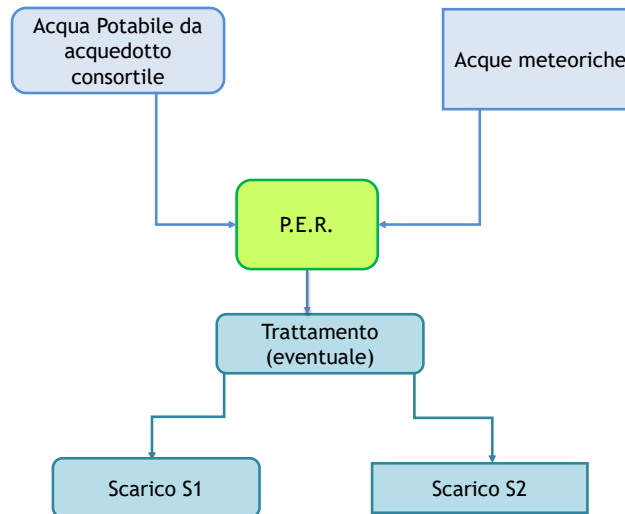 Acqua Potabile da
acquedotto
consortile
Acque meteoriche
P.E.R.
Trattamento
(eventuale)
Scarico S1
Scarico S2